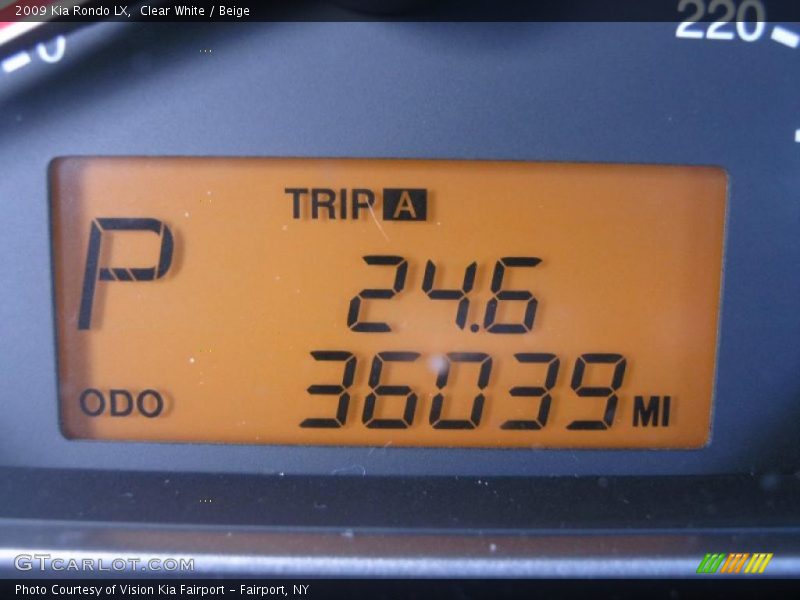 2009 Kia Rondo LX,  Clear White / Beige
0
220
TRIP A
P
24.6
ODO 36039 MI
GTCARLOT.COM
Photo Courtesy of Vision Kia Fairport – Fairport, NY